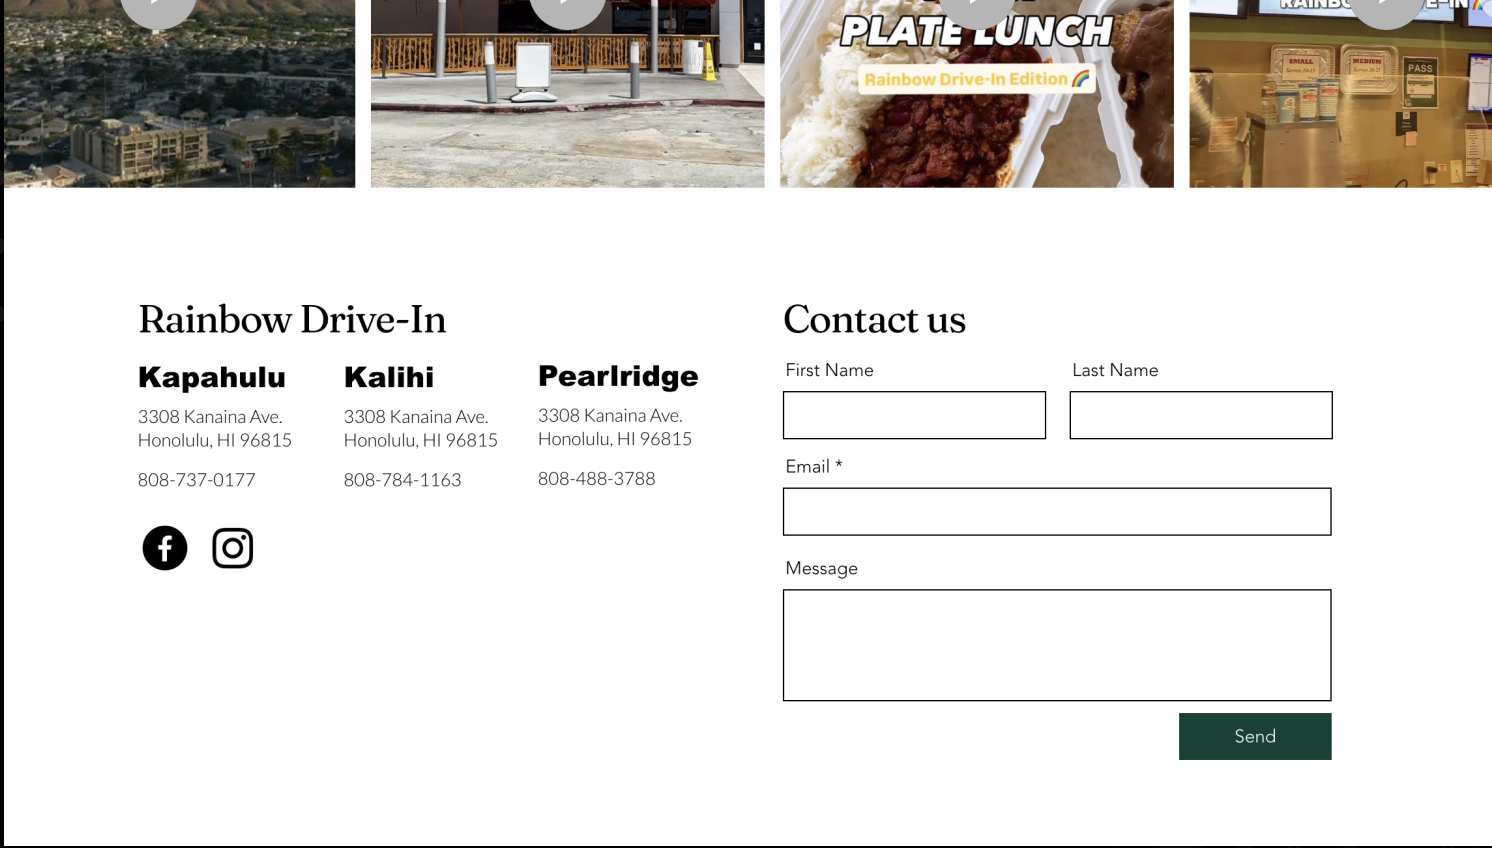 PLATE LUNCH
Rainbow Drive-In Edition🌈
SMALL
MEDIUM
PASS
Rainbow Drive-In
Kapahulu
3308 Kanaina Ave.
Honolulu, HI 96815
808-737-0177
Kalihi
3308 Kanaina Ave.
Honolulu, HI 96815
808-784-1163
Pearlridge
3308 Kanaina Ave.
Honolulu, HI 96815
808-488-3788
Contact us
First Name
Last Name
Email *
Message
Send